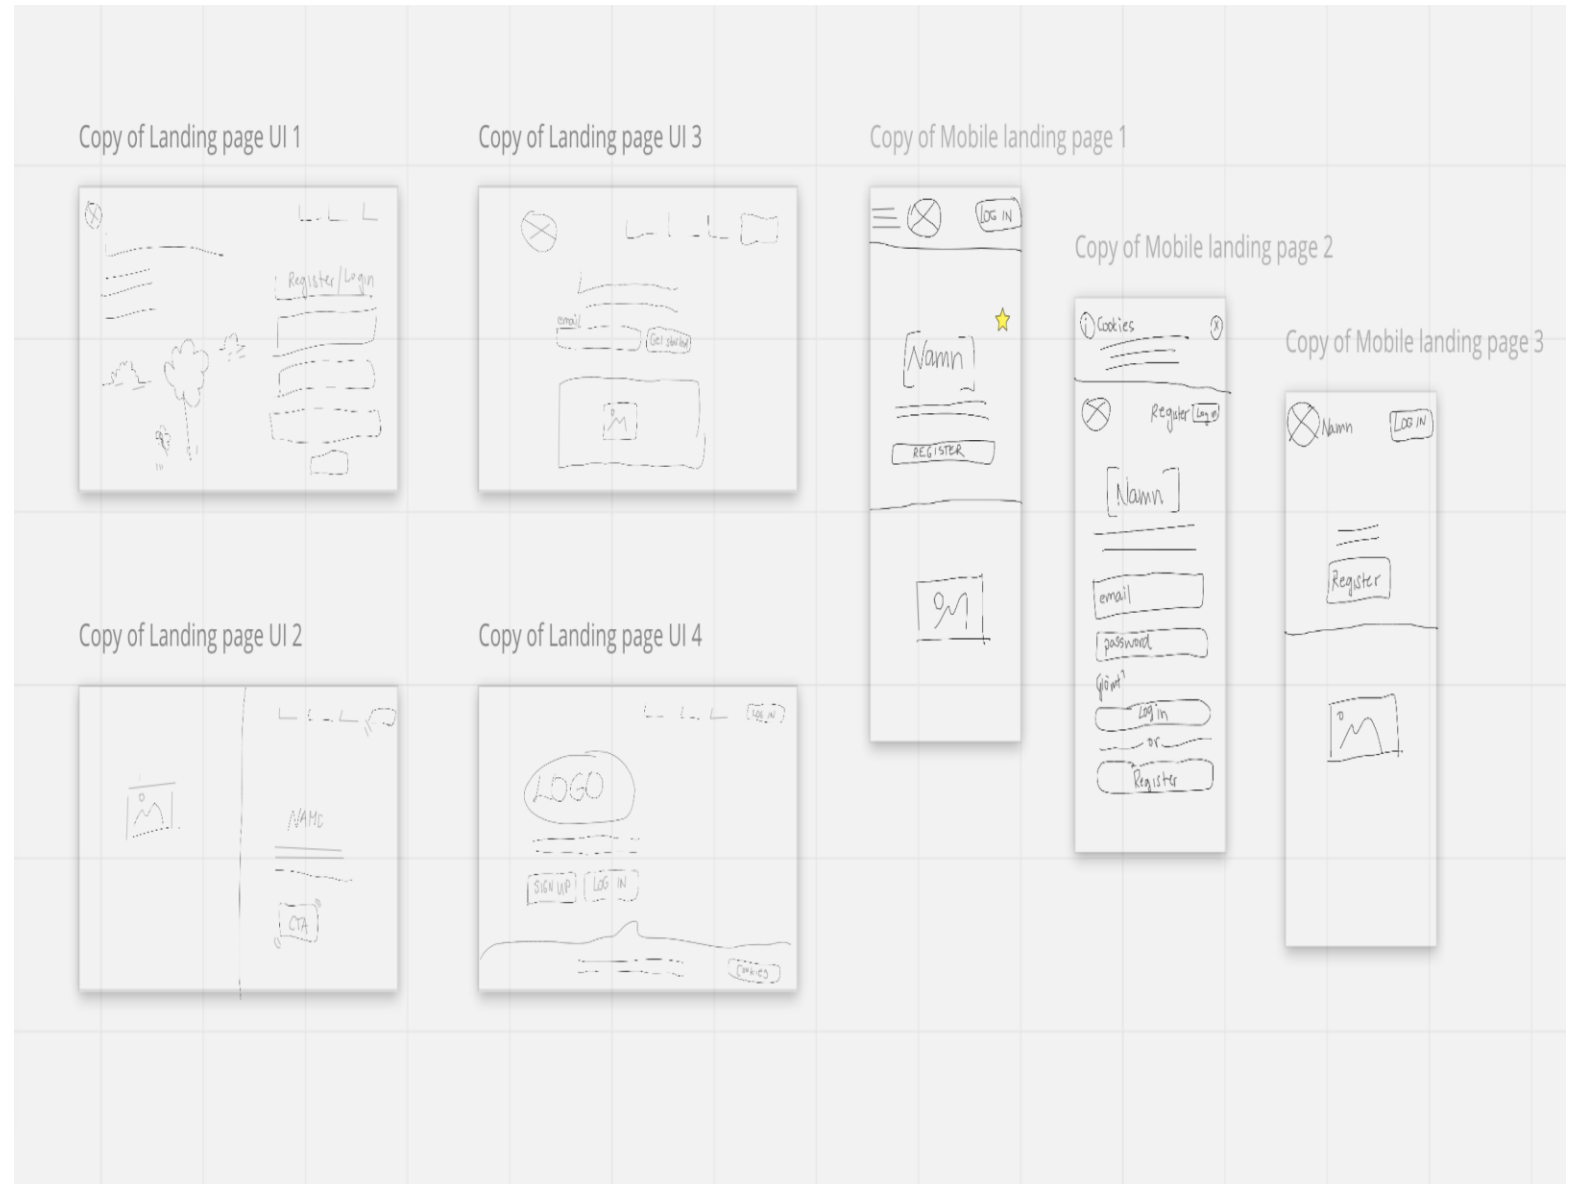 Copy of Landing page UI 1
Register/Login
Copy of Landing page UI 3
email
Get started
Copy of Mobile landing page 1
LOG IN
Namn
REGISTER
Copy of Mobile landing page 2
i Cookies x
Register Log in
Namn
email
password
Glömt?
Log in
or
Register
Copy of Mobile landing page 3
Namn LOG IN
Register
Copy of Landing page UI 2
NAME
CTA
Copy of Landing page UI 4
LOG IN
LOGO
SIGN UP LOG IN
Cookies